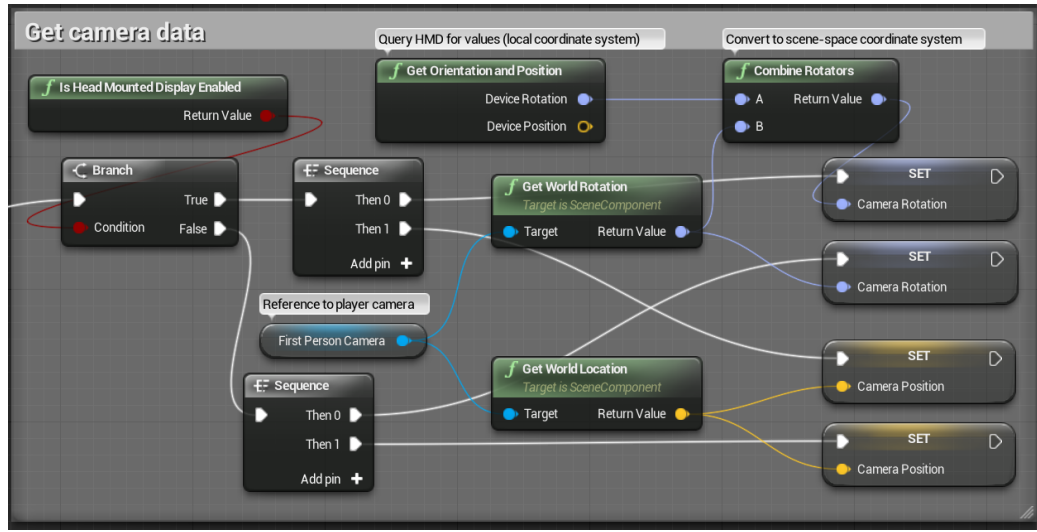 Get camera data
Query HMD for values (local coordinate system)
Convert to scene-space coordinate system
f Is Head Mounted Display Enabled
Return Value
f Get Orientation and Position
Device Rotation
Device Position
f Combine Rotators
A Return Value
B
Branch
True
Condition False
Sequence
Then 0
Then 1
Add pin +
f Get World Rotation
Target is SceneComponent
Target Return Value
SET
Camera Rotation
SET
Camera Rotation
Reference to player camera
First Person Camera
Sequence
Then 0
Then 1
Add pin +
f Get World Location
Target is SceneComponent
Target Return Value
SET
Camera Position
SET
Camera Position